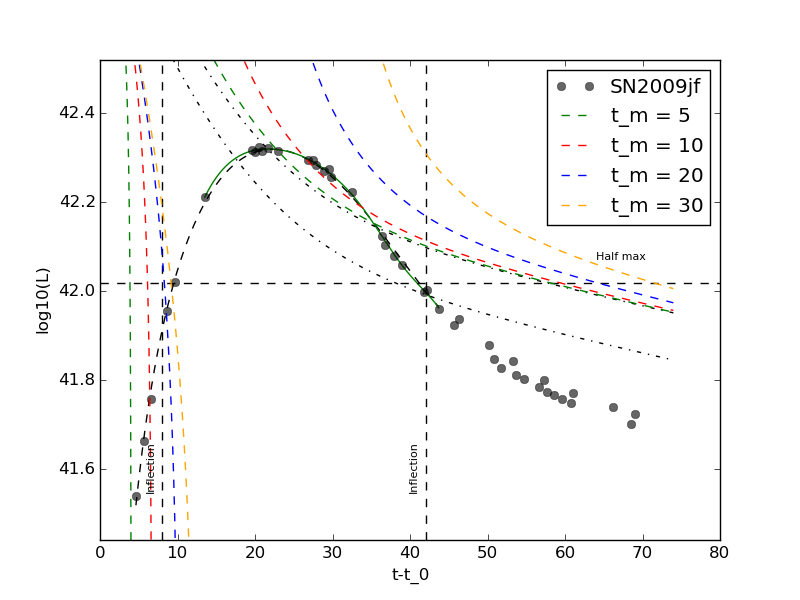 SN2009jf
t_m = 5
t_m = 10
t_m = 20
t_m = 30
Half max
Inflection
Inflection
42.4
42.2
42.0
41.8
41.6
log10(L)
0 10 20 30 40 50 60 70 80
t-t_0